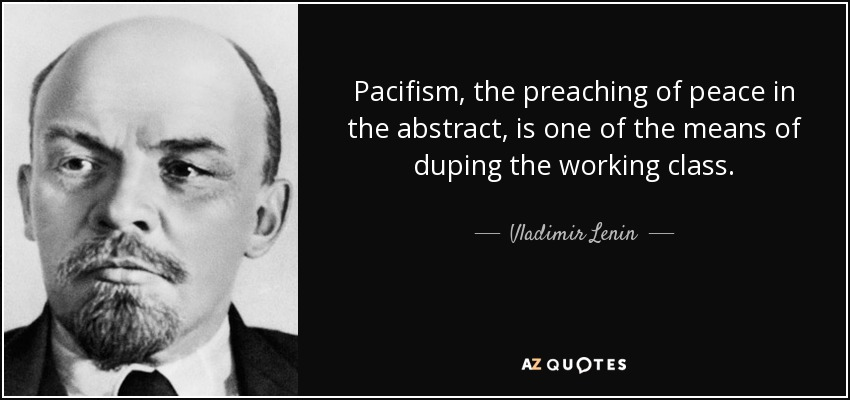 Pacifism, the preaching of peace in
the abstract, is one of the means of
duping the working class.
Vladimir Lenin
AZ QUOTES